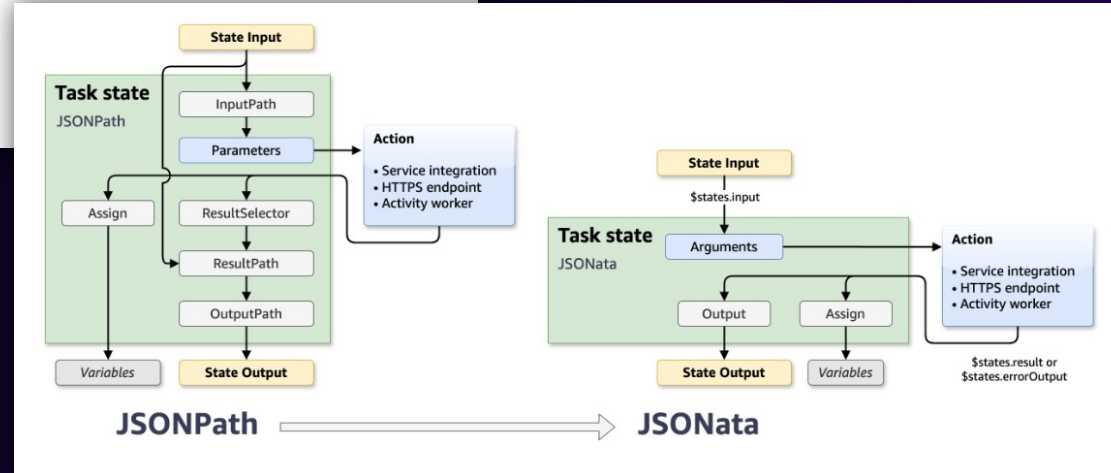 State Input
Task state
JSONPath
InputPath
Parameters
Action
• Service integration
• HTTPS endpoint
• Activity worker
Assign
ResultSelector
ResultPath
OutputPath
Variables
State Output
JSONPath
State Input
$states.input
Task state
JSONata
Arguments
Action
• Service integration
• HTTPS endpoint
• Activity worker
Output
Assign
State Output
Variables
$states.result or
$states.errorOutput
JSONata